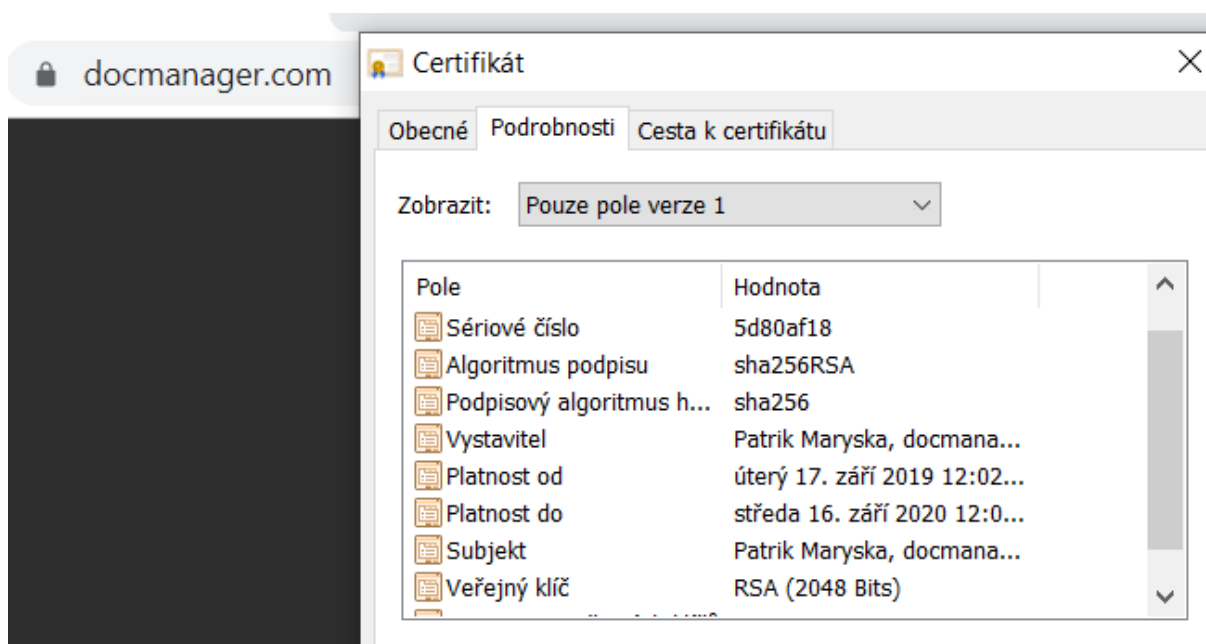 docmanager.com
Certifikát
Obecné Podrobnosti Cesta k certifikátu
Zobrazit: Pouze pole verze 1
Pole Hodnota
Sériové číslo 5d80af18
Algoritmus podpisu sha256RSA
Podpisový algoritmus h... sha256
Vystavitel Patrik Maryska, docmana...
Platnost od úterý 17. září 2019 12:02...
Platnost do středa 16. září 2020 12:0...
Subjekt Patrik Maryska, docmana...
Veřejný klíč RSA (2048 Bits)